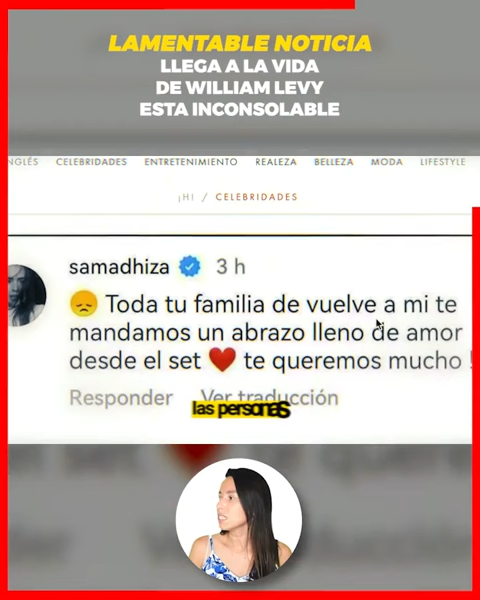 LAMENTABLE NOTICIA
LLEGA A LA VIDA
DE WILLIAM LEVY
ESTA INCONSOLABLE
NGLÉS CELEBRIDADES ENTRETENIMIENTO REALEZA BELLEZA MODA LIFESTYLE
¡H! / CELEBRIDADES
samadhiza 3 h
Toda tu familia de vuelve a mi te
mandamos un abrazo lleno de amor
desde el set te queremos mucho !
Responder Ver traducción
las personas